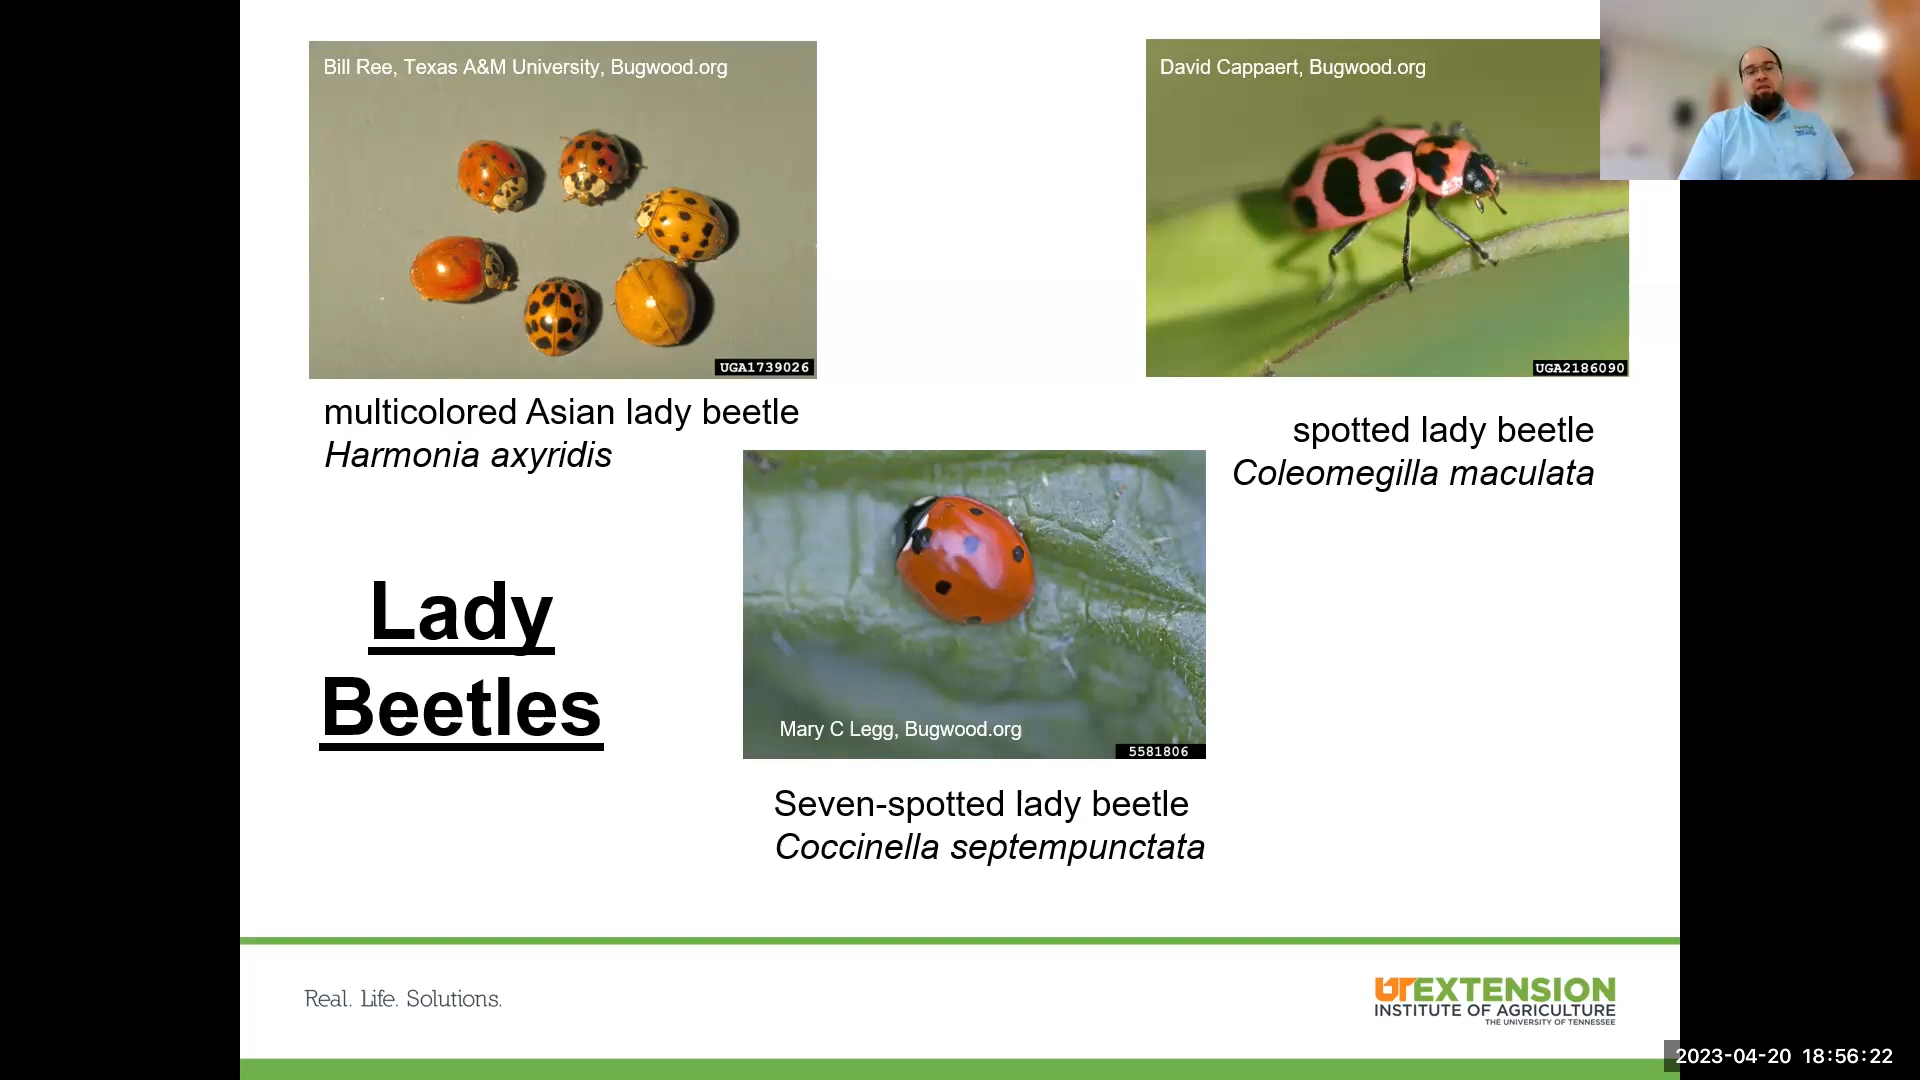 Bill Ree, Texas A&M University, Bugwood.org
UGA1739026
multicolored Asian lady beetle
Harmonia axyridis
David Cappaert, Bugwood.org
UGA2186090
spotted lady beetle
Coleomegilla maculata
Lady
Beetles
Mary C Legg, Bugwood.org
5581806
Seven-spotted lady beetle
Coccinella septempunctata
Real. Life. Solutions.
UTEXTENSION
INSTITUTE OF AGRICULTURE
THE UNIVERSITY OF TENNESSEE
2023-04-20 18:56:22